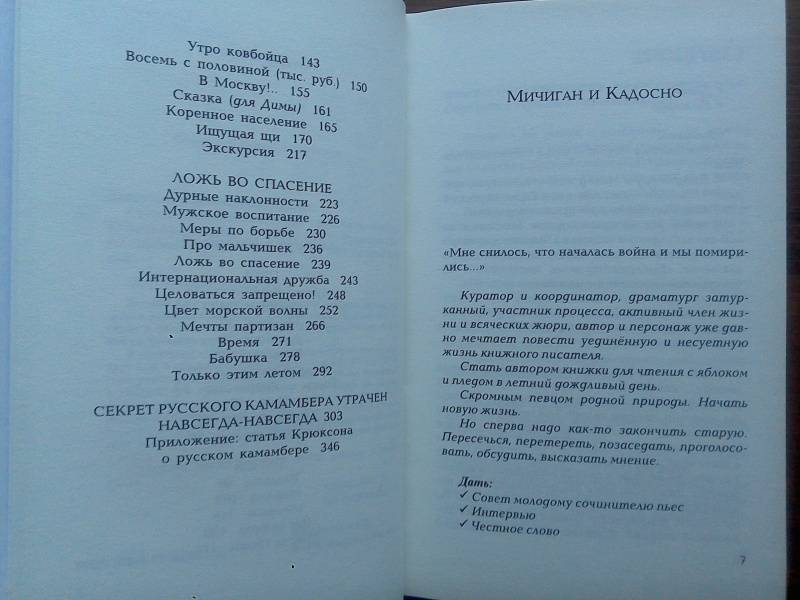 Утро ковбойца 143
Восемь с половиной (тыс. руб.) 150
В Москву!.. 155
Сказка (для Димы) 161
Коренное население 165
Ищущая щи 170
Экскурсия 217
ЛОЖЬ ВО СПАСЕНИЕ
Дурные наклонности 223
Мужское воспитание 226
Меры по борьбе 230
Про мальчишек 236
Ложь во спасение 239
Интернациональная дружба 243
Целоваться запрещено! 248
Цвет морской волны 252
Мечты партизан 266
Время 271
Бабушка 278
Только этим летом 292
СЕКРЕТ РУССКОГО КАМАМБЕРА УТРАЧЕН
НАВСЕГДА-НАВСЕГДА 303
Приложение: статья Крюксона
о русском камамбере 346
Мичиган и Кадосно
«Мне снилось, что началась война и мы помири-
лись...»
Куратор и координатор, драматург затур-
канный, участник процесса, активный член жиз-
ни и всяческих жюри, автор и персонаж уже дав-
но мечтает повести уединённую и несуетную
жизнь книжного писателя.
Стать автором книжки для чтения с яблоком
и пледом в летний дождливый день.
Скромным певцом родной природы. Начать
новую жизнь.
Но сперва надо как-то закончить старую.
Пересечься, перетереть, позаседать, проголосо-
вать, обсудить, высказать мнение.
Дать:
✓ Совет молодому сочинителю пьес
✓ Интервью
✓ Честное слово
7